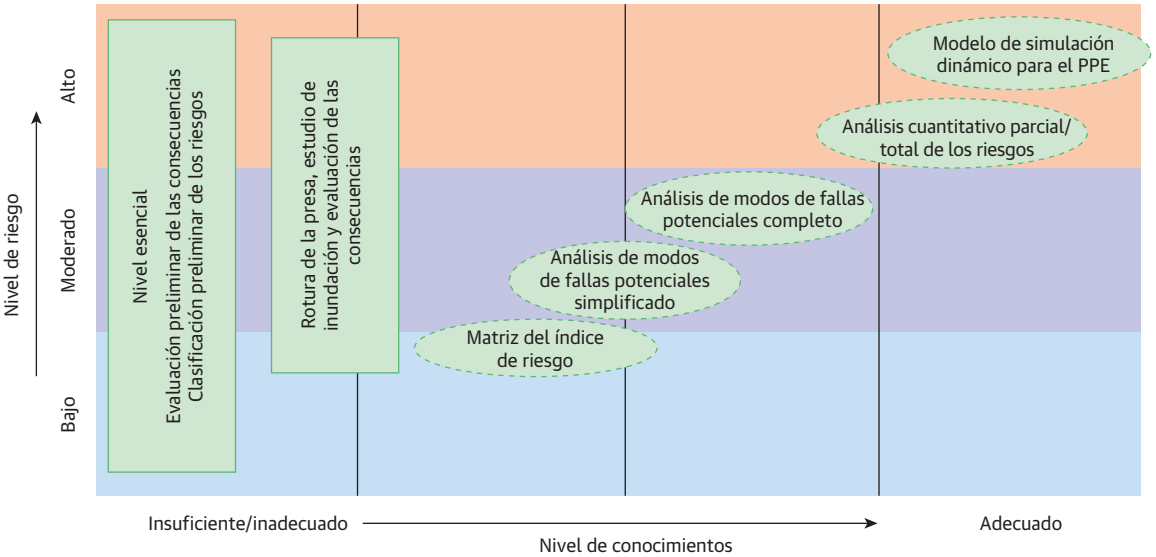 Nivel de riesgo
Alto
Moderado
Bajo
Nivel esencial
Evaluación preliminar de las consecuencias
Clasificación preliminar de los riesgos
Rotura de la presa, estudio de
inundación y evaluación de las
consecuencias
Modelo de simulación
dinámico para el PPE
Análisis cuantitativo parcial/
total de los riesgos
Análisis de modos de fallas
potenciales completo
Análisis de modos
de fallas potenciales
simplificado
Matriz del índice
de riesgo
Insuficiente/inadecuado
Adecuado
Nivel de conocimientos